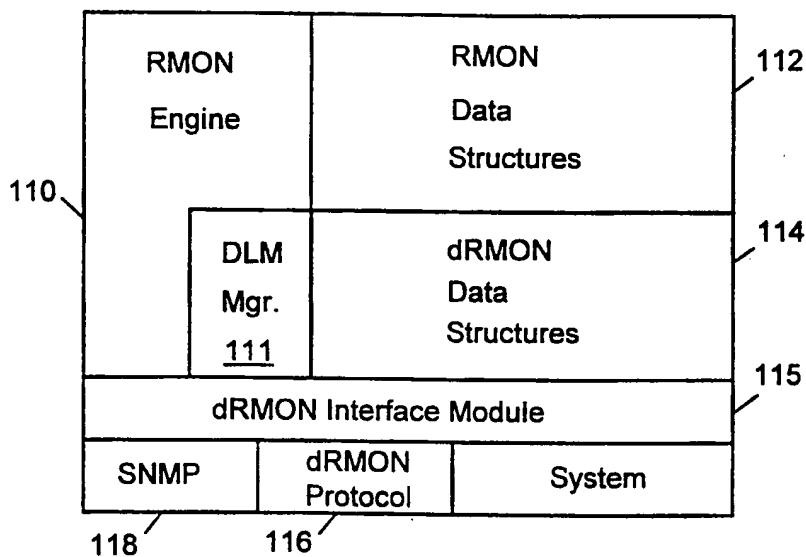 RMON
Engine
RMON
Data
Structures
112
110
DLM
Mgr.
111
dRMON
Data
Structures
114
115
dRMON Interface Module
SNMP
dRMON
Protocol
System
118
116